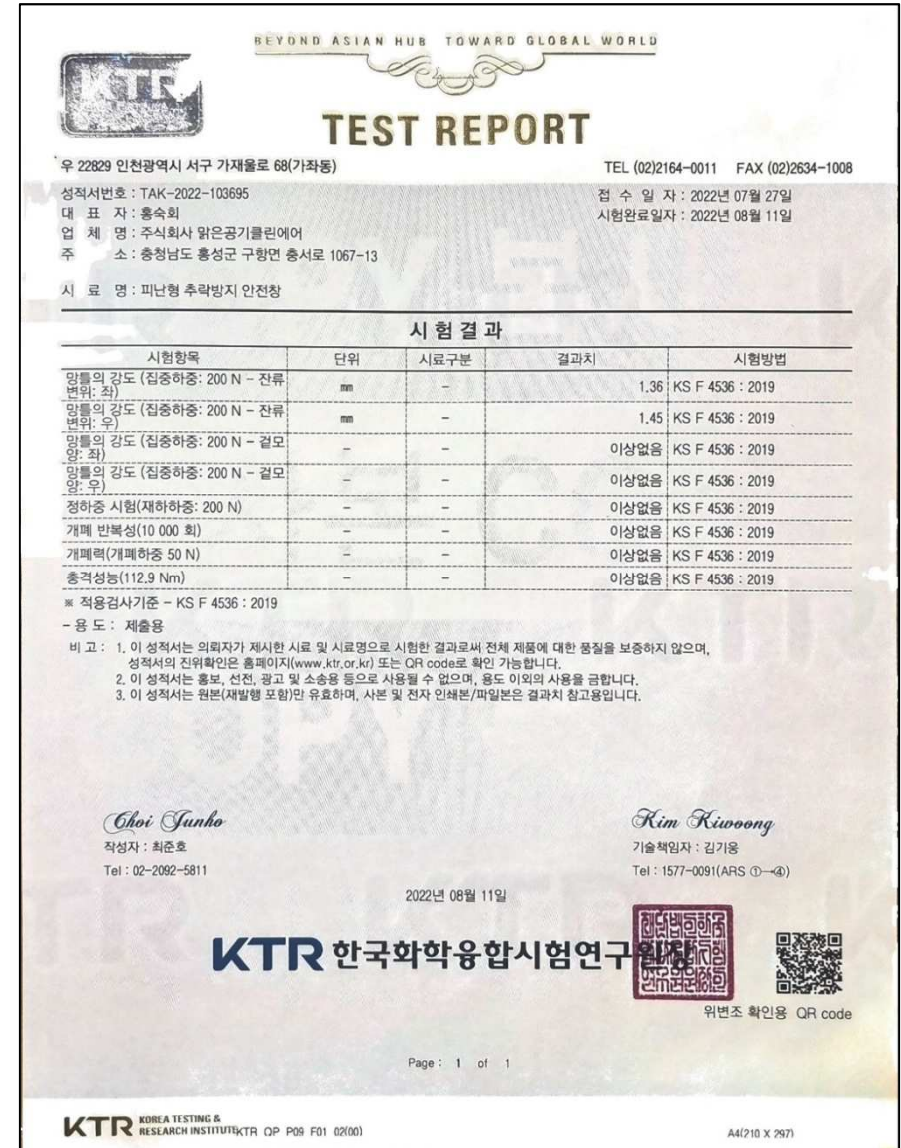 BEYOND ASIAN HUB TOWARD GLOBAL WORLD
KTR
TEST REPORT
우 22829 인천광역시 서구 가재울로 68(가좌동)
TEL (02)2164-0011 FAX (02)2634-1008
성적서번호 : TAK-2022-103695
접 수 일 자 : 2022년 07월 27일
대 표 자 : 홍숙회
시험완료일자 : 2022년 08월 11일
업 체 명 : 주식회사 맑은공기클린에어
주 소 : 충청남도 홍성군 구항면 충서로 1067-13
시 료 명 : 피난형 추락방지 안전창
시 험 결 과
시험항목 단위 시료구분 결과치 시험방법
망틀의 강도 (집중하중: 200 N - 잔류
변위: 좌) mm - 1.36 KS F 4536 : 2019
망틀의 강도 (집중하중: 200 N - 잔류
변위: 우) mm - 1.45 KS F 4536 : 2019
망틀의 강도 (집중하중: 200 N - 겉모
양: 좌) - - 이상없음 KS F 4536 : 2019
망틀의 강도 (집중하중: 200 N - 겉모
양: 우) - - 이상없음 KS F 4536 : 2019
정하중 시험(재하하중: 200 N) - - 이상없음 KS F 4536 : 2019
개폐 반복성(10 000 회) - - 이상없음 KS F 4536 : 2019
개폐력(개폐하중 50 N) - - 이상없음 KS F 4536 : 2019
충격성능(112.9 Nm) - - 이상없음 KS F 4536 : 2019
※ 적용검사기준 - KS F 4536 : 2019
- 용 도 : 제출용
비 고 : 1. 이 성적서는 의뢰자가 제시한 시료 및 시료명으로 시험한 결과로써 전체 제품에 대한 품질을 보증하지 않으며,
성적서의 진위확인은 홈페이지(www.ktr.or.kr) 또는 QR code로 확인 가능합니다.
2. 이 성적서는 홍보, 선전, 광고 및 소송용 등으로 사용될 수 없으며, 용도 이외의 사용을 금합니다.
3. 이 성적서는 원본(재발행 포함)만 유효하며, 사본 및 전자 인쇄본/파일본은 결과치 참고용입니다.
Choi Junho
Kim Kiwoong
작성자 : 최준호
기술책임자 : 김기웅
Tel : 02-2092-5811
Tel : 1577-0091(ARS ①→④)
2022년 08월 11일
KTR 한국화학융합시험연구원장
위변조 확인용 QR code
Page : 1 of 1
KTR KOREA TESTING &
RESEARCH INSTITUTE KTR QP P09 F01 02(00)
A4(210 X 297)